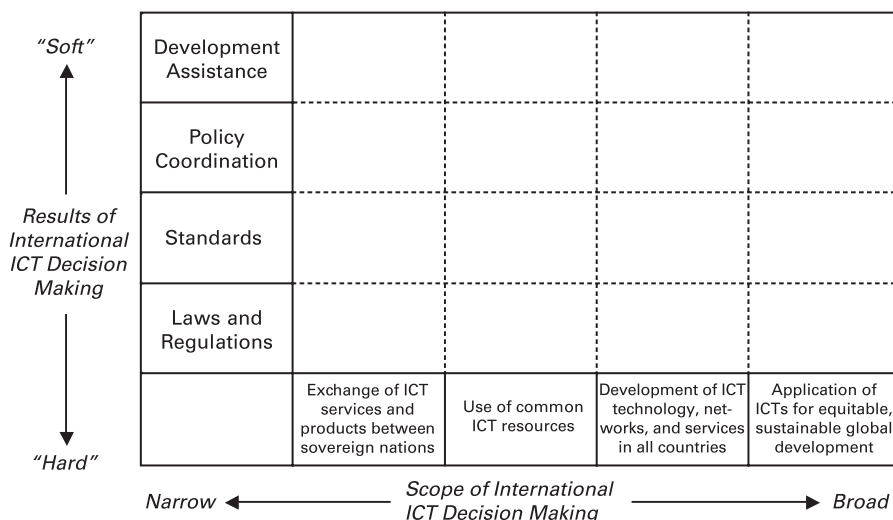 “Soft”
Development
Assistance
Policy
Coordination
Results of
International
ICT Decision
Making
Standards
Laws and
Regulations
“Hard”
Exchange of ICT
services and
products between
sovereign nations
Use of common
ICT resources
Development of ICT
technology, net-
works, and services
in all countries
Application of
ICTs for equitable,
sustainable global
development
Narrow
Scope of International
ICT Decision Making
Broad